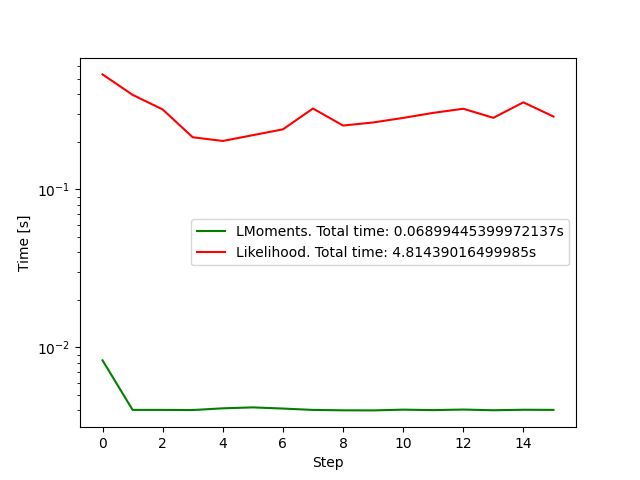 Time [s]
10⁻¹
10⁻²
LMoments. Total time: 0.06899445399972137s
Likelihood. Total time: 4.81439016499985s
0 2 4 6 8 10 12 14
Step